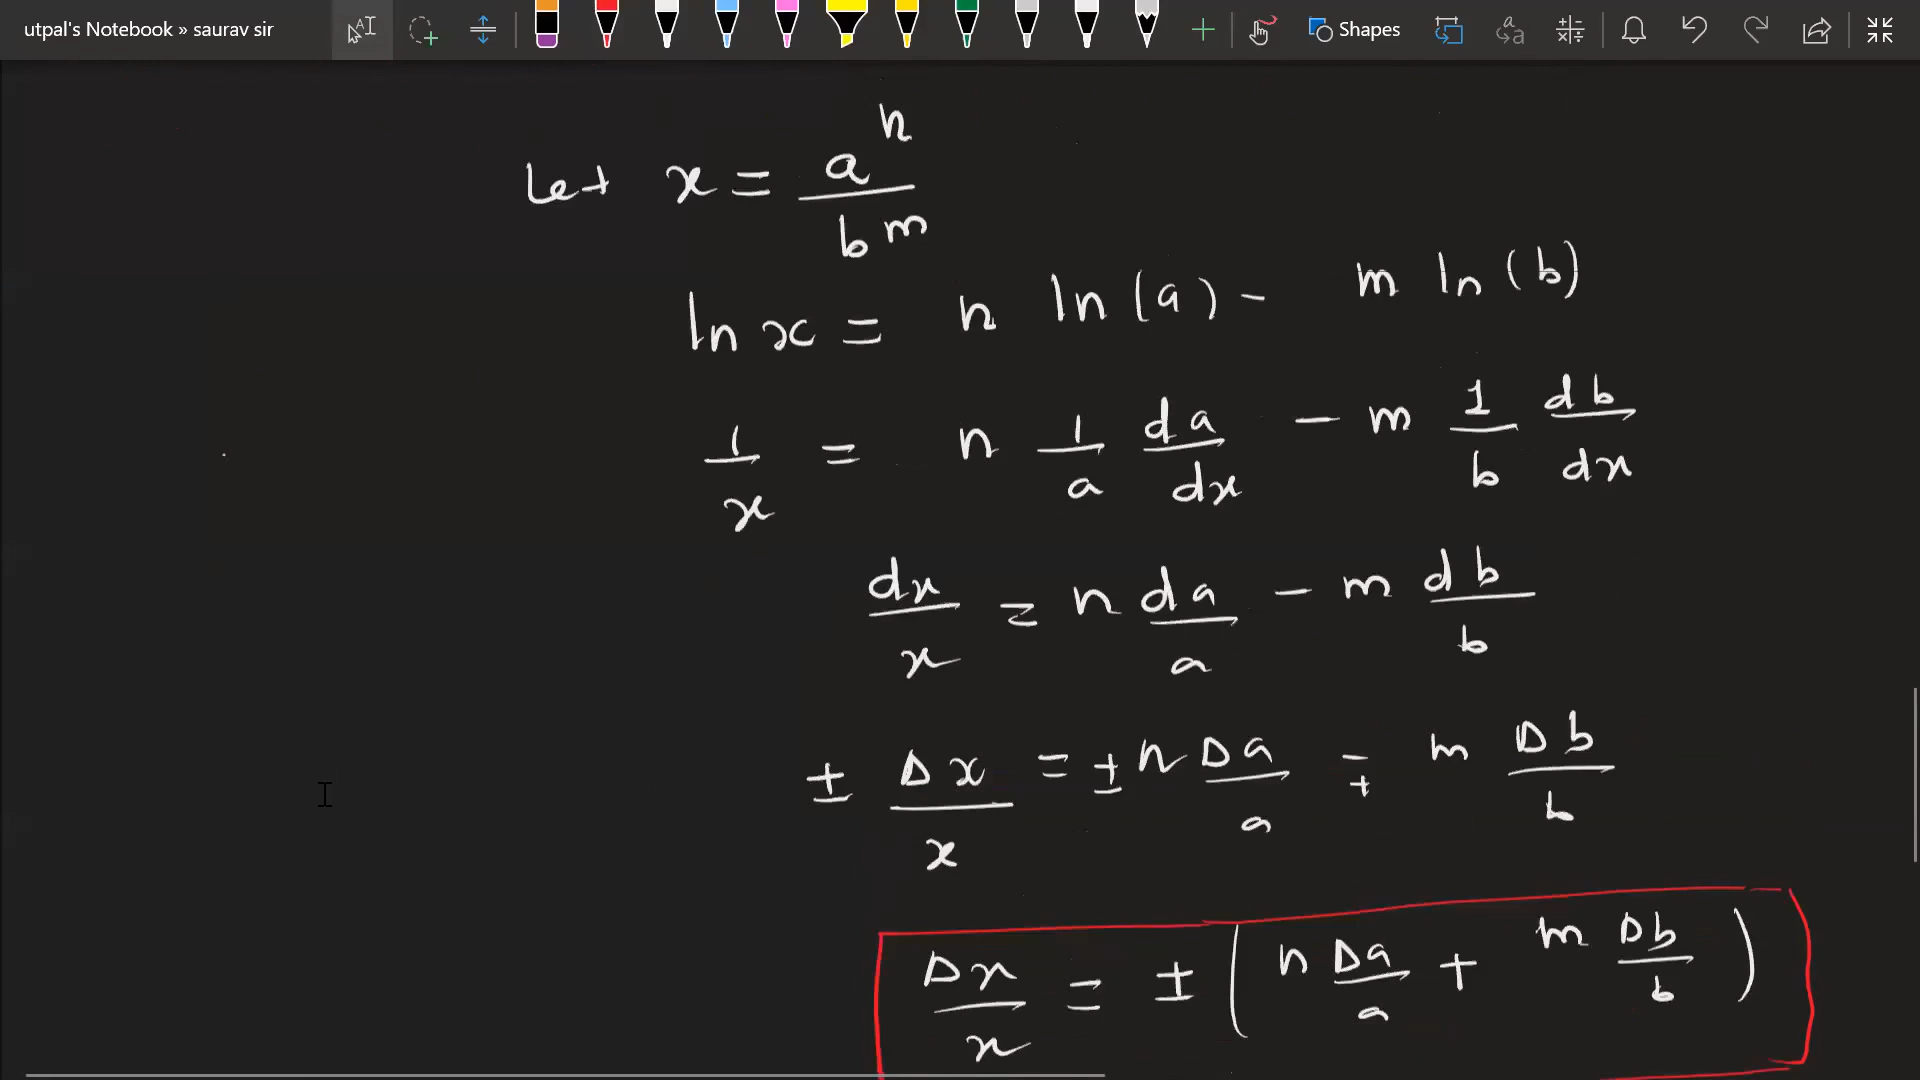 utpal's Notebook » saurav sir
Shapes
Let x = a^n / b^m
ln x = n ln(a) - m ln(b)
1/x = n 1/a da/dx - m 1/b db/dx
dx/x = n da/a - m db/b
± Δx/x = ± n Δa/a ∓ m Δb/b
Δx/x = ± (n Δa/a + m Δb/b)